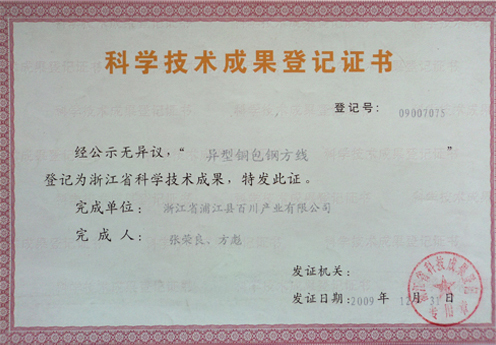 科学技术成果登记证书
登记号: 09007075
经公示无异议,“ 异型铜包钢方线 ”
登记为浙江省科学技术成果,特发此证。
完成单位: 浙江省浦江县百川产业有限公司
完成人: 张荣良、方彪
发证机关:
发证日期: 2009 年 12 月 31 日